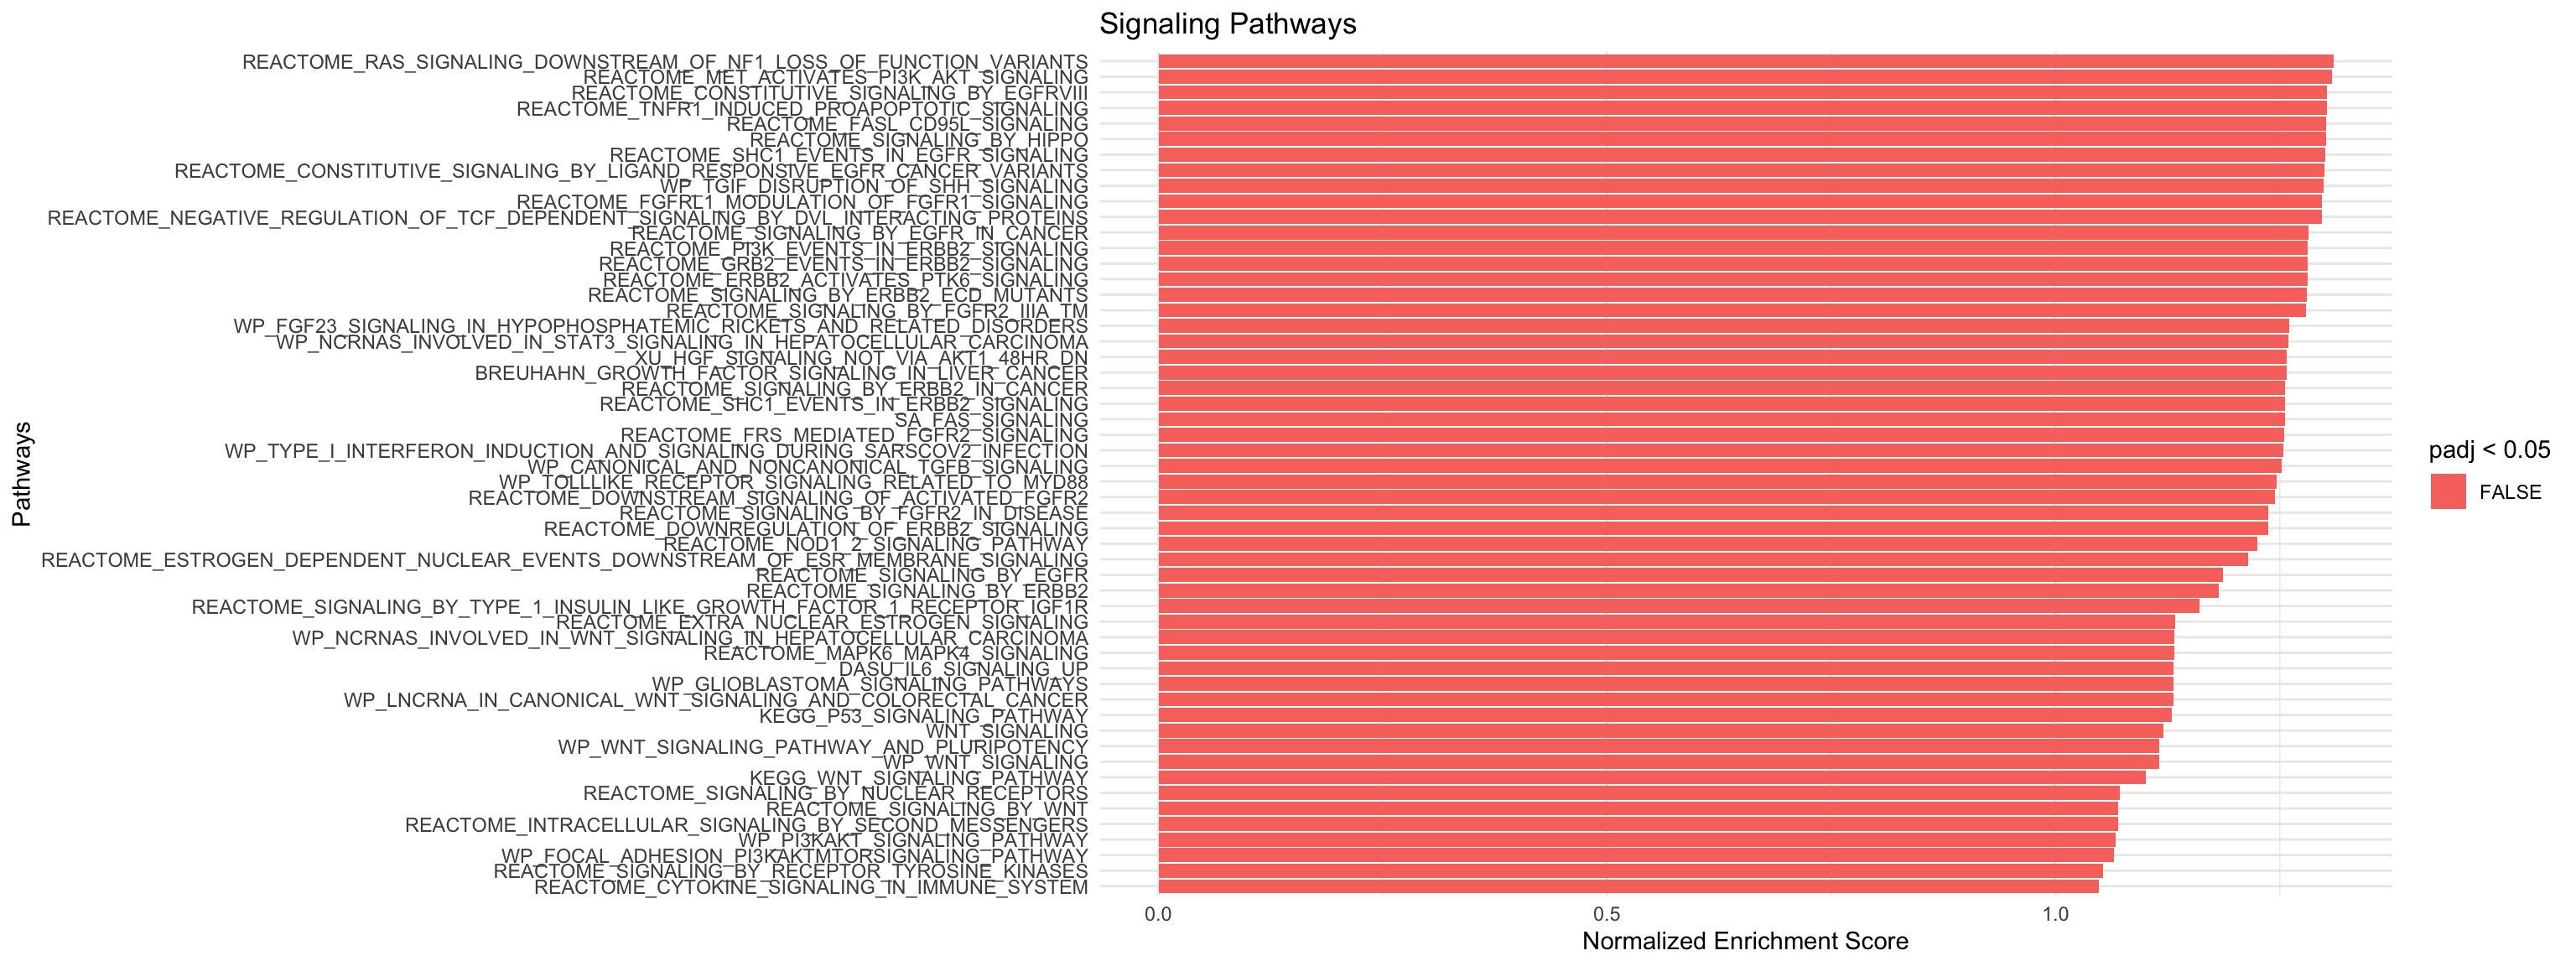 Signaling Pathways
REACTOME_RAS_SIGNALING_DOWNSTREAM_OF_NF1_LOSS_OF_FUNCTION_VARIANTS
REACTOME_MET_ACTIVATES_PI3K_AKT_SIGNALING
REACTOME_CONSTITUTIVE_SIGNALING_BY_EGFRVIII
REACTOME_TNFR1_INDUCED_PROAPOPTOTIC_SIGNALING
REACTOME_FASL_CD95L_SIGNALING
REACTOME_SIGNALING_BY_HIPPO
REACTOME_SHC1_EVENTS_IN_EGFR_SIGNALING
REACTOME_CONSTITUTIVE_SIGNALING_BY_LIGAND_RESPONSIVE_EGFR_CANCER_VARIANTS
WP_TGIF_DISRUPTION_OF_SHH_SIGNALING
REACTOME_FGFRL1_MODULATION_OF_FGFR1_SIGNALING
REACTOME_NEGATIVE_REGULATION_OF_TCF_DEPENDENT_SIGNALING_BY_DVL_INTERACTING_PROTEINS
REACTOME_SIGNALING_BY_EGFR_IN_CANCER
REACTOME_PI3K_EVENTS_IN_ERBB2_SIGNALING
REACTOME_GRB2_EVENTS_IN_ERBB2_SIGNALING
REACTOME_ERBB2_ACTIVATES_PTK6_SIGNALING
REACTOME_SIGNALING_BY_ERBB2_ECD_MUTANTS
REACTOME_SIGNALING_BY_FGFR2_IIIA_TM
WP_FGF23_SIGNALING_IN_HYPOPHOSPHATEMIC_RICKETS_AND_RELATED_DISORDERS
WP_NCRNAS_INVOLVED_IN_STAT3_SIGNALING_IN_HEPATOCELLULAR_CARCINOMA
XU_HGF_SIGNALING_NOT_VIA_AKT1_48HR_DN
BREUHAHN_GROWTH_FACTOR_SIGNALING_IN_LIVER_CANCER
REACTOME_SIGNALING_BY_ERBB2_IN_CANCER
REACTOME_SHC1_EVENTS_IN_ERBB2_SIGNALING
SA_FAS_SIGNALING
REACTOME_FRS_MEDIATED_FGFR2_SIGNALING
WP_TYPE_I_INTERFERON_INDUCTION_AND_SIGNALING_DURING_SARSCOV2_INFECTION
WP_CANONICAL_AND_NONCANONICAL_TGFB_SIGNALING
WP_TOLLLIKE_RECEPTOR_SIGNALING_RELATED_TO_MYD88
REACTOME_DOWNSTREAM_SIGNALING_OF_ACTIVATED_FGFR2
REACTOME_SIGNALING_BY_FGFR2_IN_DISEASE
REACTOME_DOWNREGULATION_OF_ERBB2_SIGNALING
REACTOME_NOD1_2_SIGNALING_PATHWAY
REACTOME_ESTROGEN_DEPENDENT_NUCLEAR_EVENTS_DOWNSTREAM_OF_ESR_MEMBRANE_SIGNALING
REACTOME_SIGNALING_BY_EGFR
REACTOME_SIGNALING_BY_ERBB2
REACTOME_SIGNALING_BY_TYPE_1_INSULIN_LIKE_GROWTH_FACTOR_1_RECEPTOR_IGF1R
REACTOME_EXTRA_NUCLEAR_ESTROGEN_SIGNALING
WP_NCRNAS_INVOLVED_IN_WNT_SIGNALING_IN_HEPATOCELLULAR_CARCINOMA
REACTOME_MAPK6_MAPK4_SIGNALING
DASU_IL6_SIGNALING_UP
WP_GLIOBLASTOMA_SIGNALING_PATHWAYS
WP_LNCRNA_IN_CANONICAL_WNT_SIGNALING_AND_COLORECTAL_CANCER
KEGG_P53_SIGNALING_PATHWAY
WNT_SIGNALING
WP_WNT_SIGNALING_PATHWAY_AND_PLURIPOTENCY
WP_WNT_SIGNALING
KEGG_WNT_SIGNALING_PATHWAY
REACTOME_SIGNALING_BY_NUCLEAR_RECEPTORS
REACTOME_SIGNALING_BY_WNT
REACTOME_INTRACELLULAR_SIGNALING_BY_SECOND_MESSENGERS
WP_PI3KAKT_SIGNALING_PATHWAY
WP_FOCAL_ADHESION_PI3KAKTMTORSIGNALING_PATHWAY
REACTOME_SIGNALING_BY_RECEPTOR_TYROSINE_KINASES
REACTOME_CYTOKINE_SIGNALING_IN_IMMUNE_SYSTEM
Pathways
0.0 0.5 1.0
Normalized Enrichment Score
padj < 0.05
FALSE